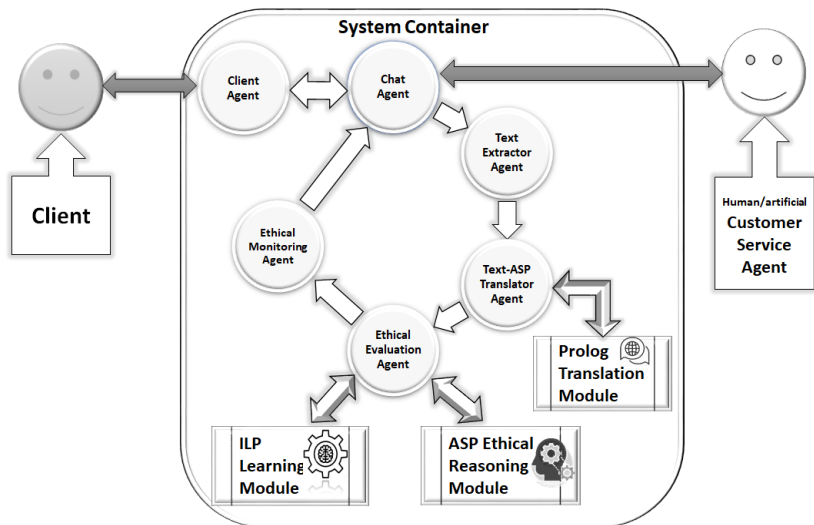 System Container
Client
Agent
Chat
Agent
Text
Extractor
Agent
Client
Human/artificial
Customer
Service
Agent
Ethical
Monitoring
Agent
Text-ASP
Translator
Agent
Ethical
Evaluation
Agent
Prolog
Translation
Module
ILP
Learning
Module
ASP Ethical
Reasoning
Module